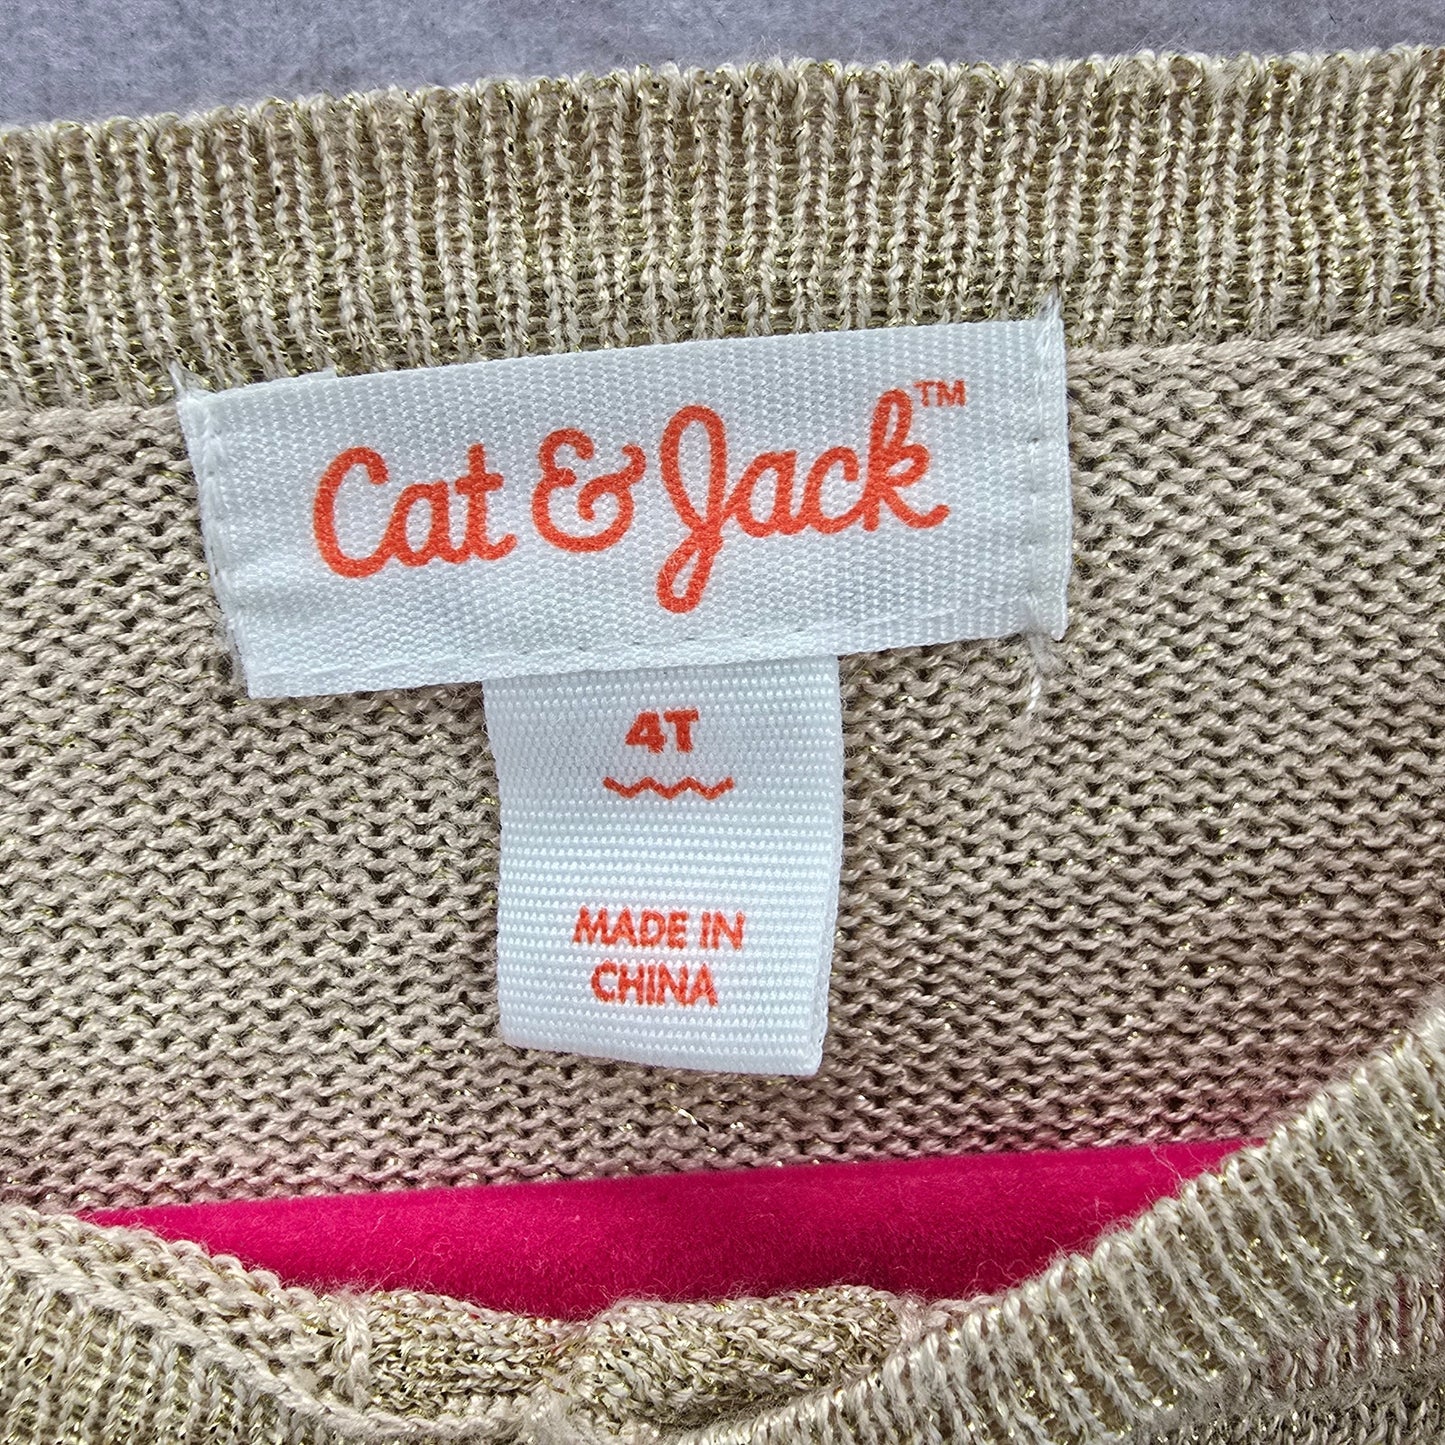 Cat & Jack™
4T
MADE IN
CHINA